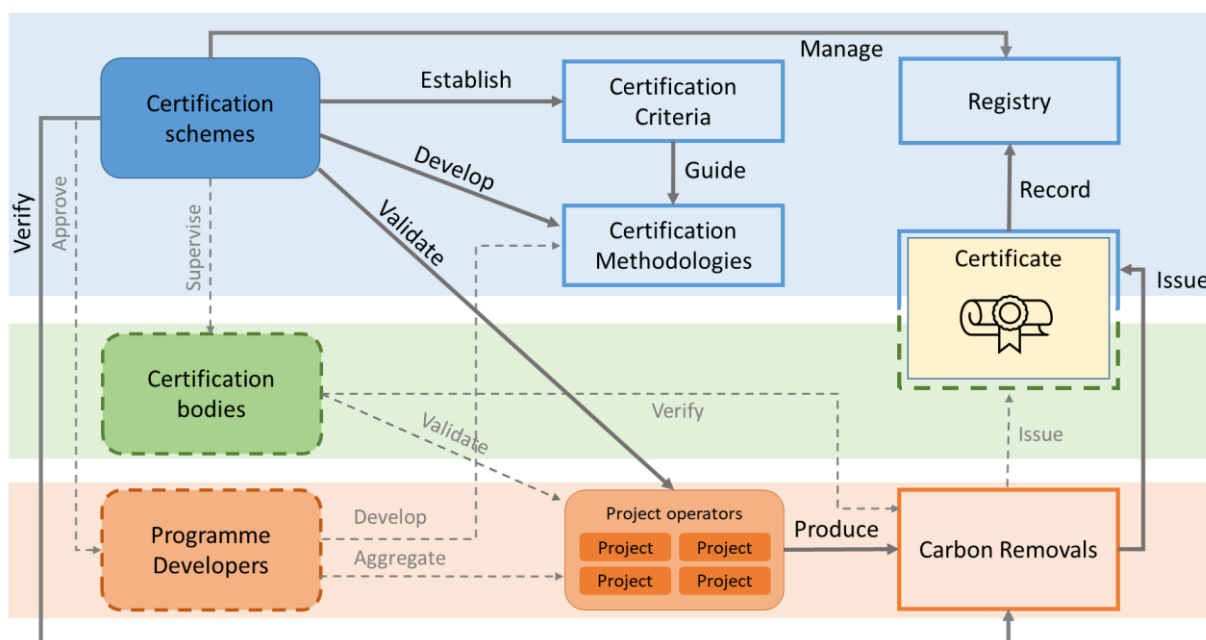 Manage
Certification
schemes
Establish
Certification
Criteria
Registry
Develop
Guide
Record
Verify
Approve
Supervise
Validate
Certification
Methodologies
Certificate
Issue
Certification
bodies
Validate
Verify
Issue
Programme
Developers
Develop
Aggregate
Project operators
Project
Project
Project
Project
Produce
Carbon Removals